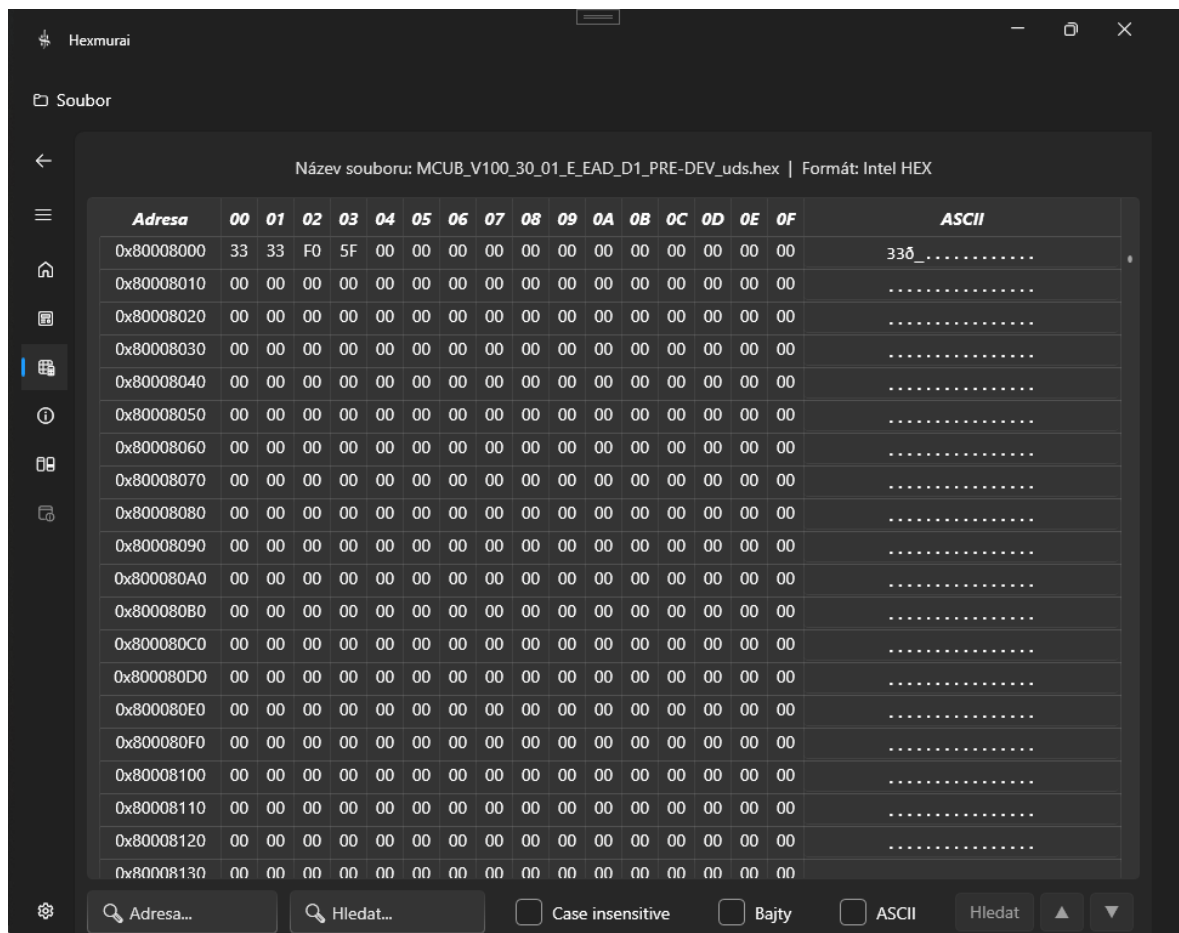 Hexmurai
Soubor
Název souboru: MCUB_V100_30_01_E_EAD_D1_PRE-DEV_uds.hex | Formát: Intel HEX
Adresa 00 01 02 03 04 05 06 07 08 09 0A 0B 0C 0D 0E 0F ASCII
0x80008000 33 33 F0 5F 00 00 00 00 00 00 00 00 00 00 00 00 33ð_............
0x80008010 00 00 00 00 00 00 00 00 00 00 00 00 00 00 00 00 ................
0x80008020 00 00 00 00 00 00 00 00 00 00 00 00 00 00 00 00 ................
0x80008030 00 00 00 00 00 00 00 00 00 00 00 00 00 00 00 00 ................
0x80008040 00 00 00 00 00 00 00 00 00 00 00 00 00 00 00 00 ................
0x80008050 00 00 00 00 00 00 00 00 00 00 00 00 00 00 00 00 ................
0x80008060 00 00 00 00 00 00 00 00 00 00 00 00 00 00 00 00 ................
0x80008070 00 00 00 00 00 00 00 00 00 00 00 00 00 00 00 00 ................
0x80008080 00 00 00 00 00 00 00 00 00 00 00 00 00 00 00 00 ................
0x80008090 00 00 00 00 00 00 00 00 00 00 00 00 00 00 00 00 ................
0x800080A0 00 00 00 00 00 00 00 00 00 00 00 00 00 00 00 00 ................
0x800080B0 00 00 00 00 00 00 00 00 00 00 00 00 00 00 00 00 ................
0x800080C0 00 00 00 00 00 00 00 00 00 00 00 00 00 00 00 00 ................
0x800080D0 00 00 00 00 00 00 00 00 00 00 00 00 00 00 00 00 ................
0x800080E0 00 00 00 00 00 00 00 00 00 00 00 00 00 00 00 00 ................
0x800080F0 00 00 00 00 00 00 00 00 00 00 00 00 00 00 00 00 ................
0x80008100 00 00 00 00 00 00 00 00 00 00 00 00 00 00 00 00 ................
0x80008110 00 00 00 00 00 00 00 00 00 00 00 00 00 00 00 00 ................
0x80008120 00 00 00 00 00 00 00 00 00 00 00 00 00 00 00 00 ................
0x80008130 00 00 00 00 00 00 00 00 00 00 00 00 00 00 00 00
Adresa... Hledat... Case insensitive Bajty ASCII Hledat ▲ ▼